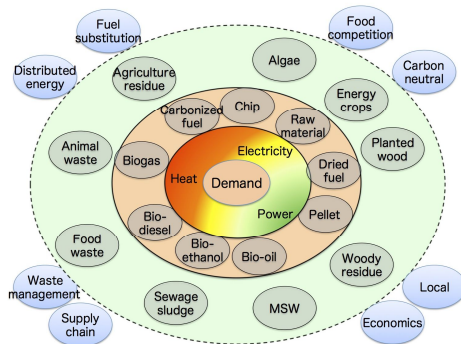 Fuel
substitution
Food
competition
Distributed
energy
Carbon
neutral
Algae
Agriculture
residue
Energy
crops
Carbonized
fuel
Chip
Raw
material
Animal
waste
Biogas
Electricity
Dried
fuel
Planted
wood
Heat
Demand
Power
Pellet
Bio-
diesel
Bio-
ethanol
Bio-oil
Food
waste
Woody
residue
Waste
management
Local
Sewage
sludge
MSW
Supply
chain
Economics